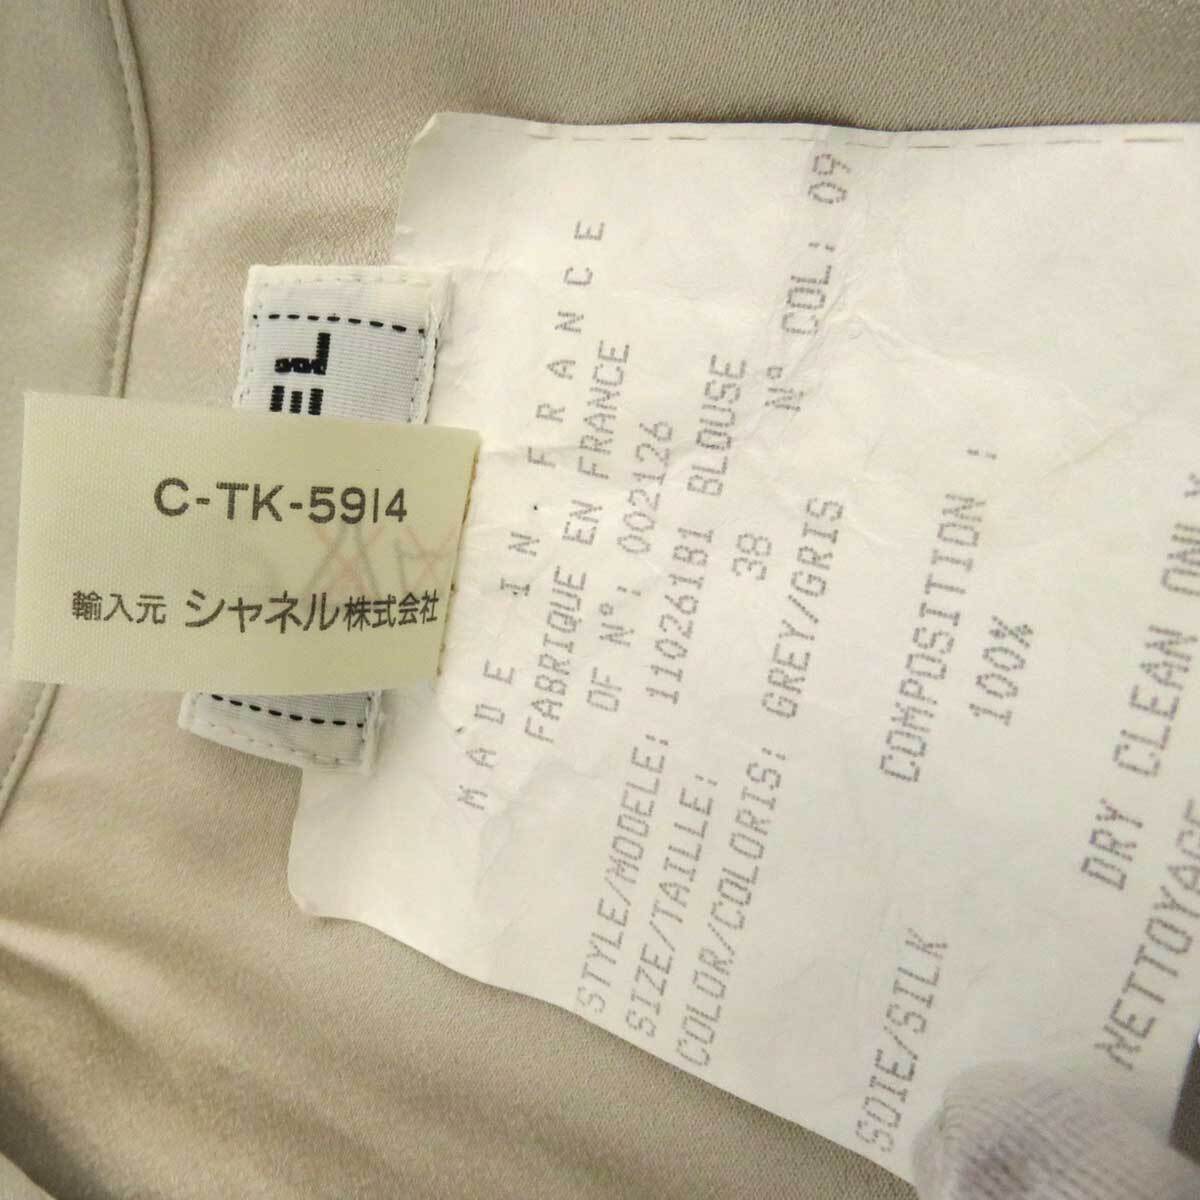 EL
C-TK-5914
輸入元 シャネル株式会社
MADE IN.FRANCE
FABRIQUE EN FRANCE
OF N°: 002126
STYLE/MODELE: 110261B1 BLOUSE
SIZE/TAILLE: 38 N° COL: 09
COLOR/COLORIS: GREY/GRIS
COMPOSITION :
SOIE/SILK 100%
DRY CLEAN ONLY
NETTOYAGE